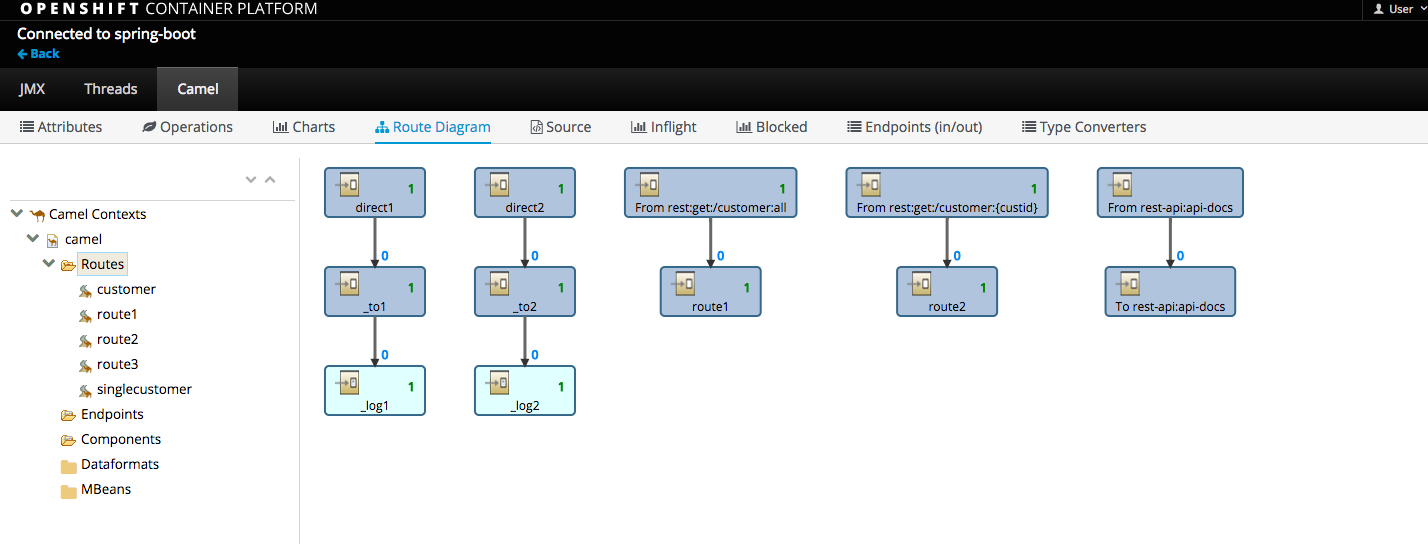 OPENSHIFT CONTAINER PLATFORM
User
Connected to spring-boot
Back
JMX Threads Camel
Attributes Operations Charts Route Diagram Source Inflight Blocked Endpoints (in/out) Type Converters
Camel Contexts
camel
Routes
customer
route1
route2
route3
singlecustomer
Endpoints
Components
Dataformats
MBeans
1
direct1
0
1
_to1
0
1
_log1
1
direct2
0
1
_to2
0
1
_log2
1
From rest:get:/customer:all
0
1
route1
1
From rest:get:/customer:{custid}
0
1
route2
From rest-api:api-docs
0
To rest-api:api-docs